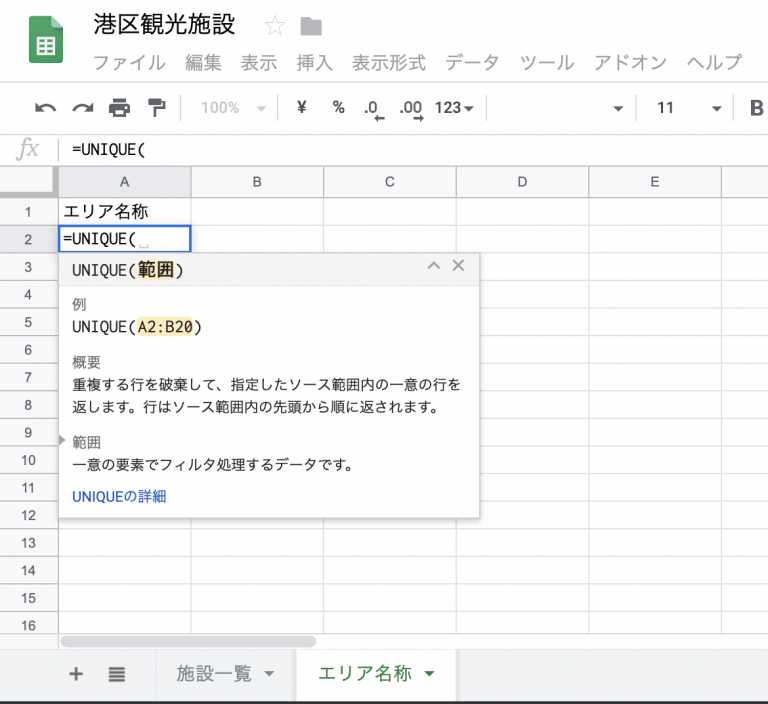 港区観光施設
ファイル 編集 表示 挿入 表示形式 データ ツール アドオン ヘルプ
100% ¥ % .0 .00 123 11 B
fx =UNIQUE(
A B C D E
1 エリア名称
2 =UNIQUE(
3 UNIQUE(範囲)
4 例
5 UNIQUE(A2:B20)
6 概要
7 重複する行を破棄して、指定したソース範囲内の一意の行を
8 返します。行はソース範囲内の先頭から順に返されます。
9 範囲
10 一意の要素でフィルタ処理するデータです。
11 UNIQUEの詳細
12
13
14
15
16
施設一覧 エリア名称